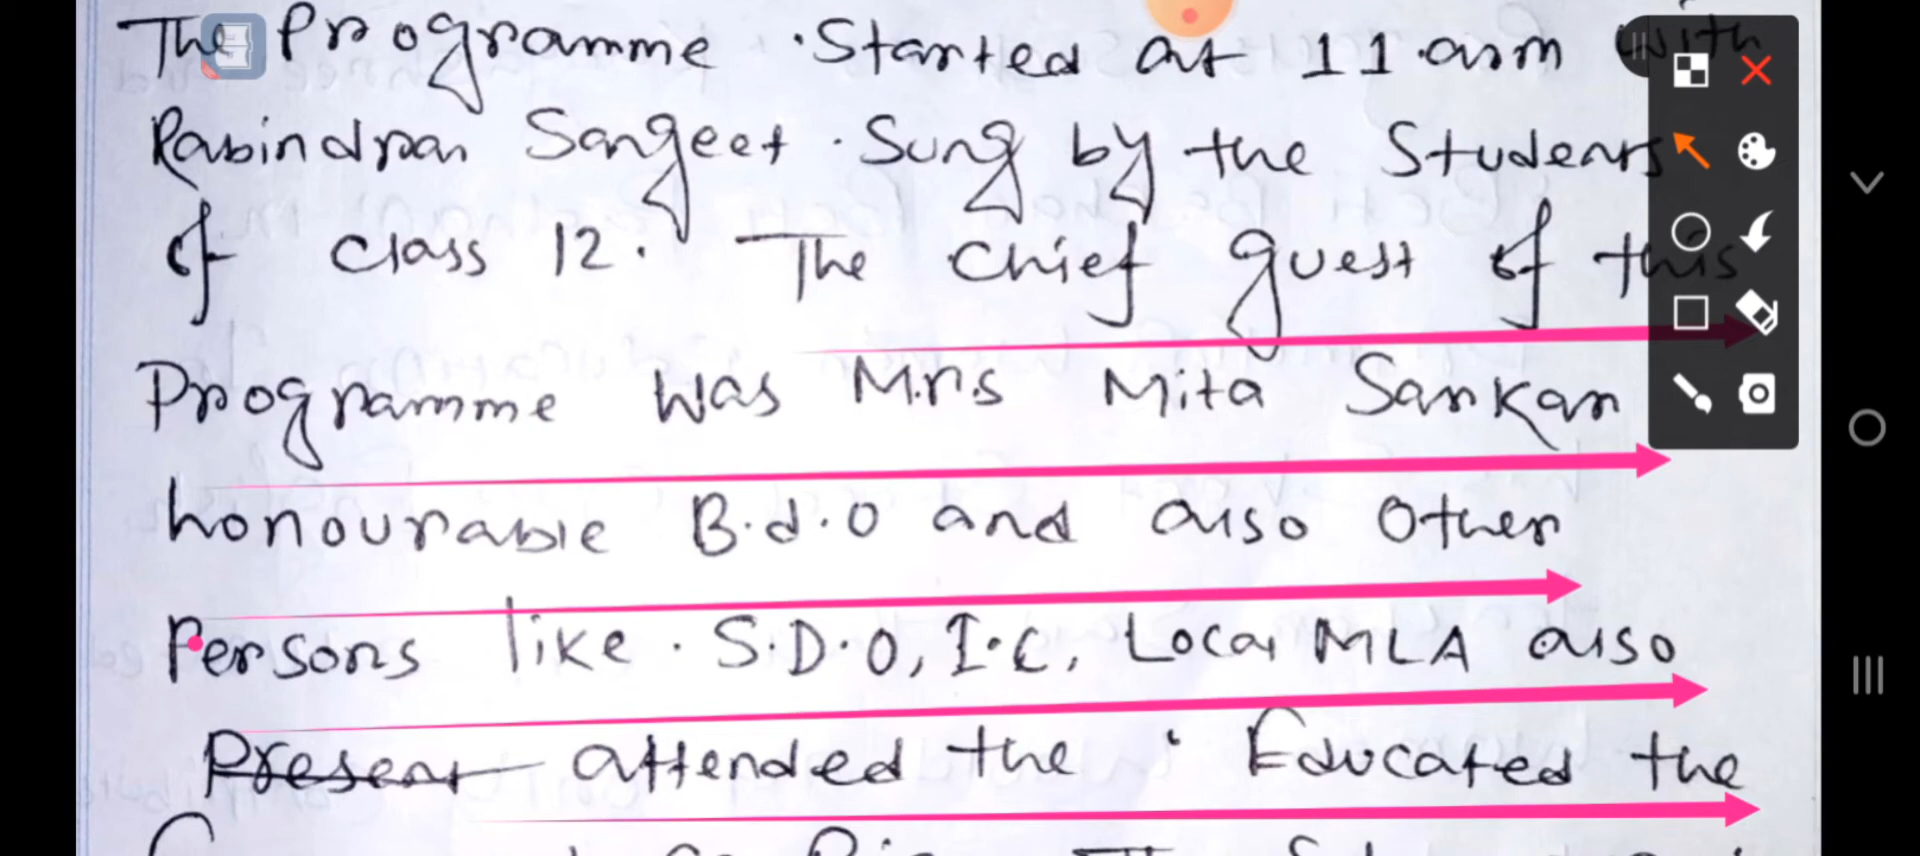 The Programme Started at 11 am with
Rabindra Sangeet Sung by the Students
of class 12. The Chief guest of this
Programme was Mrs Mita Sarkar
honourable B.d.O and also Other
Persons like S.D.O, I.C, Local MLA also
Present attended the Educated the